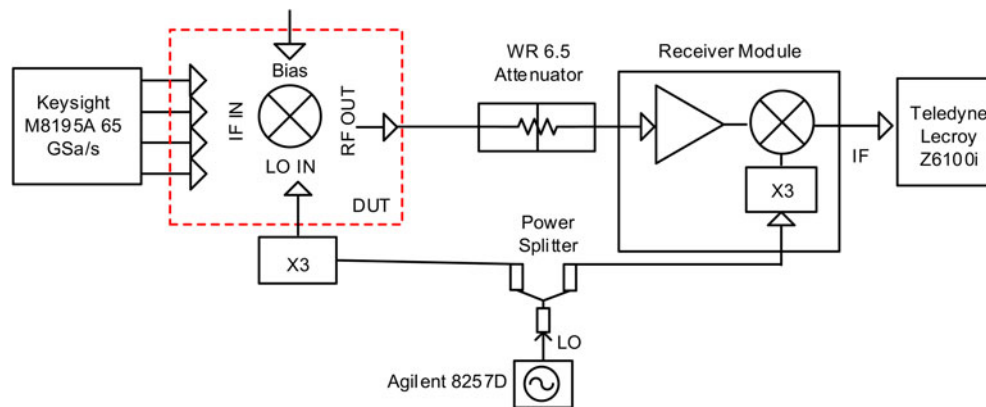 Keysight
M8195A 65
GSa/s
IF IN
Bias
LO IN
RF OUT
DUT
X3
WR 6.5
Attenuator
Receiver Module
X3
IF
Teledyne
Lecroy
Z6100i
Power
Splitter
LO
Agilent 8257D